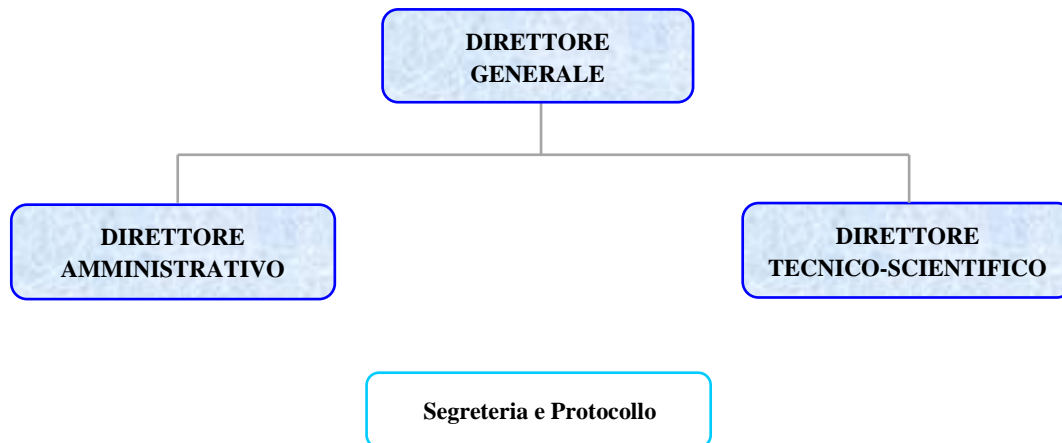 DIRETTORE
GENERALE
DIRETTORE
AMMINISTRATIVO
DIRETTORE
TECNICO-SCIENTIFICO
Segreteria e Protocollo